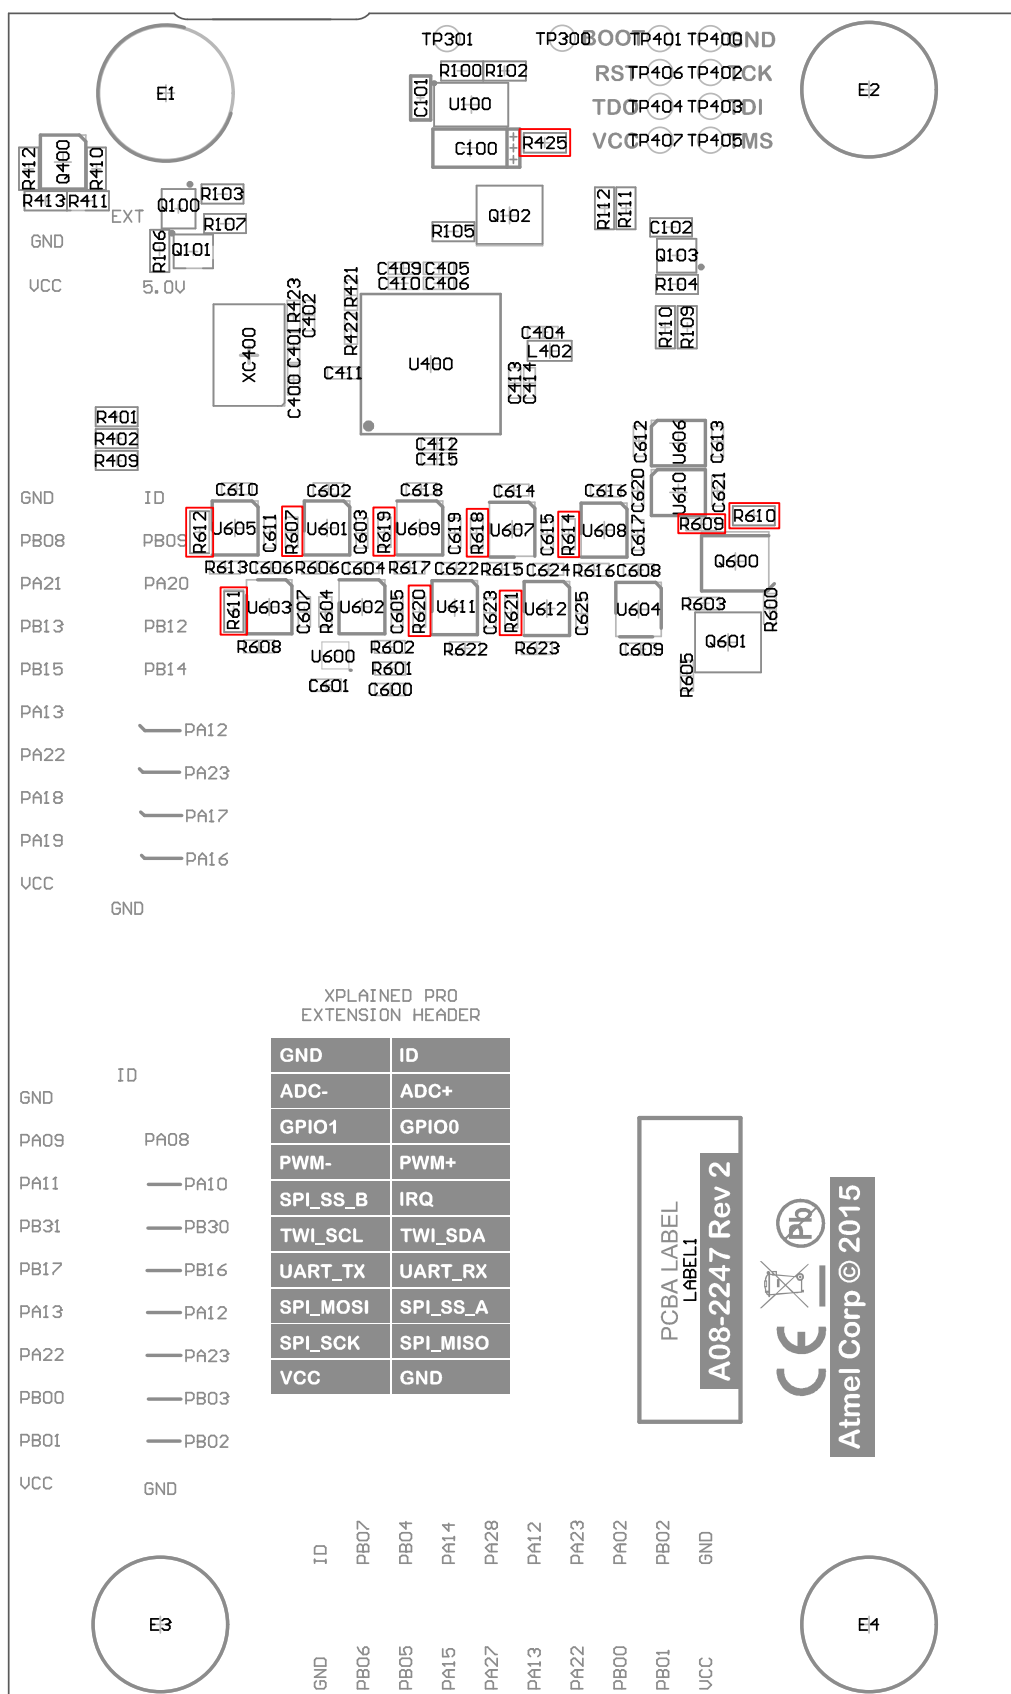 TP301
TP300
BOOT TP401 TP400 GND
R100 R102
RST TP406 TP402 TCK
E1
C101
U100
TDO TP404 TP403 TDI
E2
C100
R425
VCC TP407 TP405 TMS
R412
Q400
R410
R413 R411
EXT
Q100
R103
R107
Q102
R112
R111
R105
C102
GND
R106
Q101
Q103
VCC
5.0V
C409 C405
C410 C406
R104
R421
R423
C402
R422
XC400
C401
C400
C411
U400
C404
L402
C413
C414
R110
R109
R401
R402
R409
C412
C415
C612
U606
C613
C620
U610
C621
GND
ID
C610
C602
C618
C614
C616
R612
U605
C611
R607
U601
C603
R619
U609
C619
R618
U607
C615
R614
U608
C617
R609
R610
PB08
PB09
Q600
R613 C606 R606 C604 R617 C622 R615 C624 R616 C608
PA21
PA20
R611
U603
C607
R604
U602
C605
R620
U611
C623
R621
U612
C625
U604
R603
R600
PB13
PB12
R608
U600
R602
R622
R623
C609
Q601
R605
PB15
PB14
C601
R601
C600
PA13
PA12
PA22
PA23
PA18
PA17
PA19
PA16
VCC
GND
XPLAINED PRO
EXTENSION HEADER
GND ID
ADC- ADC+
GPIO1 GPIO0
PWM- PWM+
SPI_SS_B IRQ
TWI_SCL TWI_SDA
UART_TX UART_RX
SPI_MOSI SPI_SS_A
SPI_SCK SPI_MISO
VCC GND
ID
GND
PA09 PA08
PA11 PA10
PB31 PB30
PB17 PB16
PA13 PA12
PA22 PA23
PB00 PB03
PB01 PB02
VCC
GND
PCBA LABEL
LABEL1
A08-2247 Rev 2
Pb
CE
Atmel Corp © 2015
ID PB07 PB04 PA14 PA28 PA12 PA23 PA02 PB02 GND
E3
E4
GND PB06 PB05 PA15 PA27 PA13 PA22 PB00 PB01 VCC